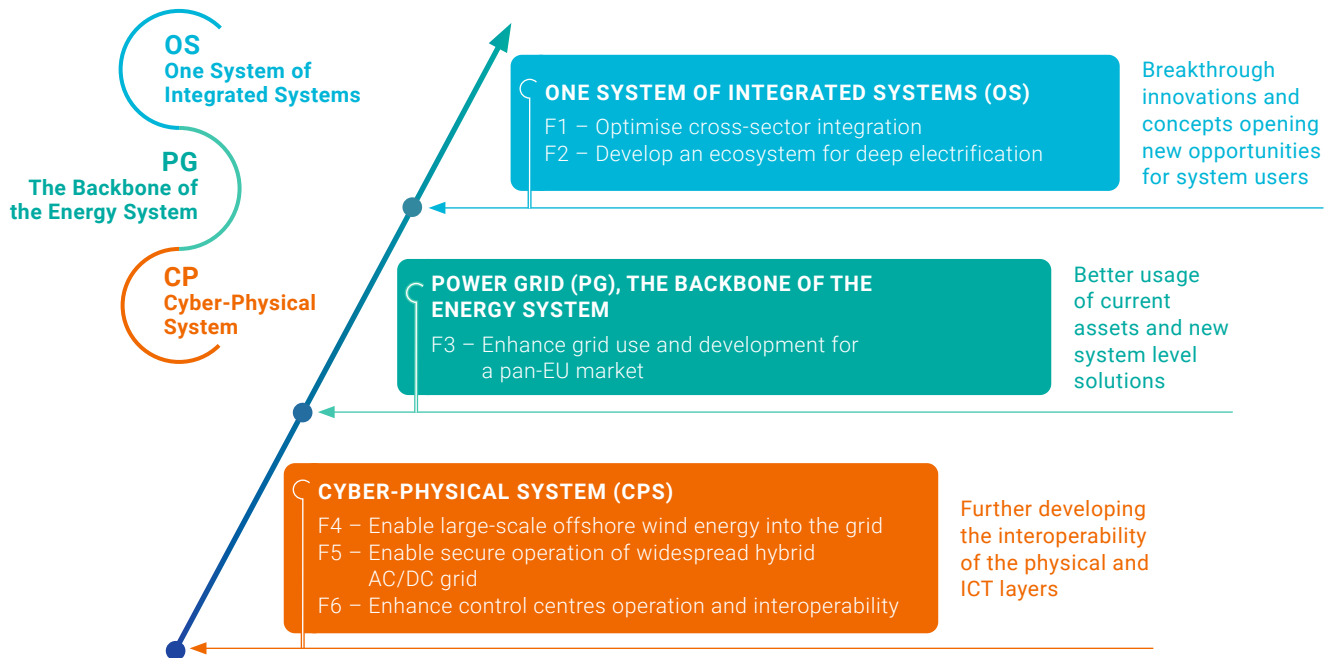 OS
One System of
Integrated Systems
PG
The Backbone of
the Energy System
CP
Cyber-Physical
System
ONE SYSTEM OF INTEGRATED SYSTEMS (OS)
F1 – Optimise cross-sector integration
F2 – Develop an ecosystem for deep electrification
Breakthrough
innovations and
concepts opening
new opportunities
for system users
POWER GRID (PG), THE BACKBONE OF THE
ENERGY SYSTEM
F3 – Enhance grid use and development for
a pan-EU market
Better usage
of current
assets and new
system level
solutions
CYBER-PHYSICAL SYSTEM (CPS)
F4 – Enable large-scale offshore wind energy into the grid
F5 – Enable secure operation of widespread hybrid
AC/DC grid
F6 – Enhance control centres operation and interoperability
Further developing
the interoperability
of the physical and
ICT layers